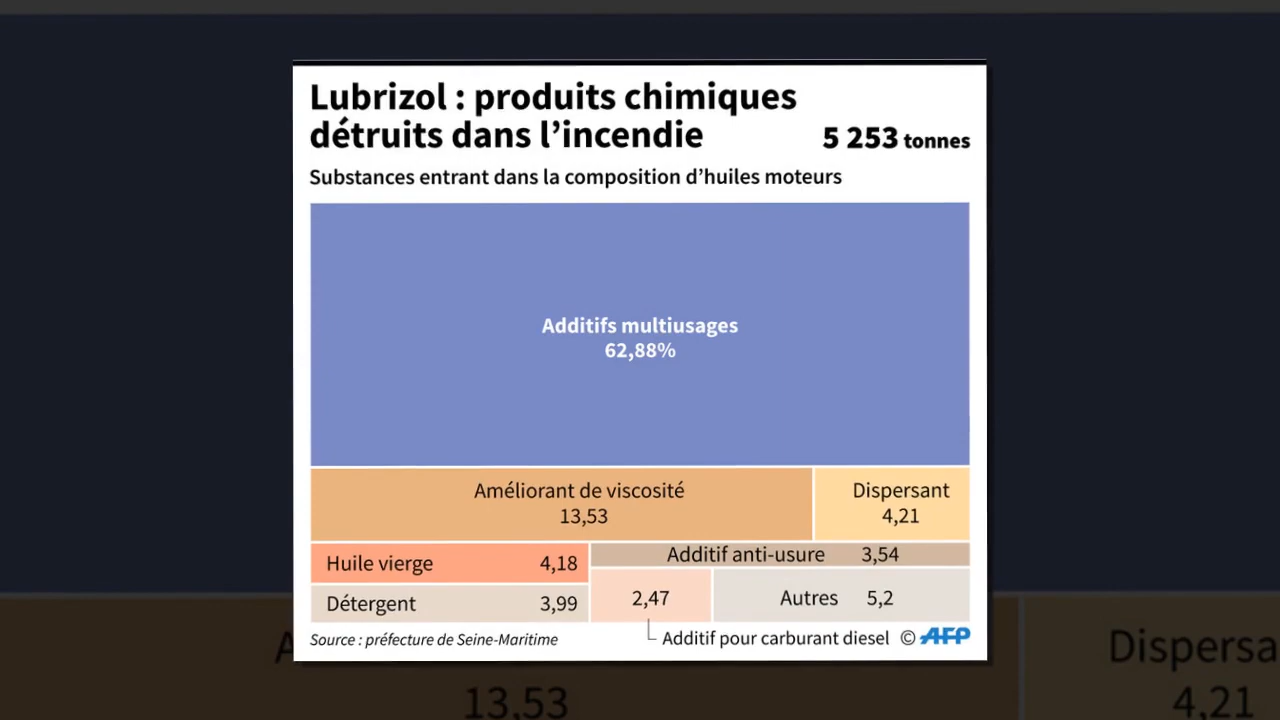 Lubrizol : produits chimiques
détruits dans l’incendie
5 253 tonnes
Substances entrant dans la composition d’huiles moteurs
Additifs multiusages
62,88%
Améliorant de viscosité
13,53
Dispersant
4,21
Huile vierge 4,18
Additif anti-usure 3,54
Détergent 3,99
2,47
Autres 5,2
Additif pour carburant diesel
Source : préfecture de Seine-Maritime
© AFP
A
13,53
Dispersa
4,21